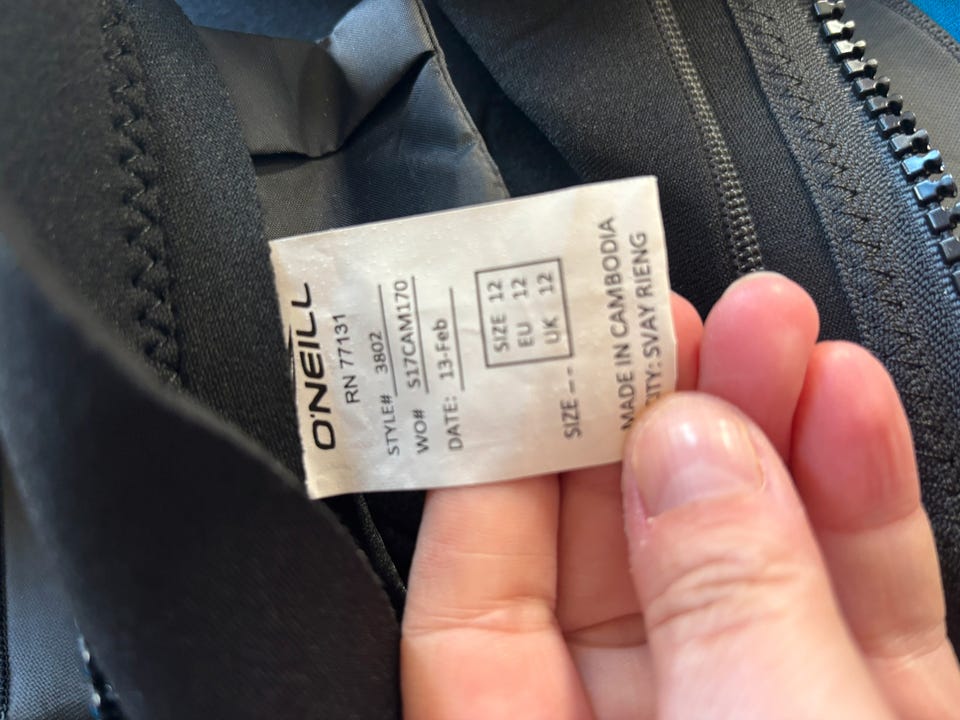 O'NEILL
RN 77131
STYLE# 3802
WO# S17CAM170
DATE: 13-Feb
SIZE 12
EU 12
UK 12
SIZE --
MADE IN CAMBODIA
CITY: SVAY RIENG